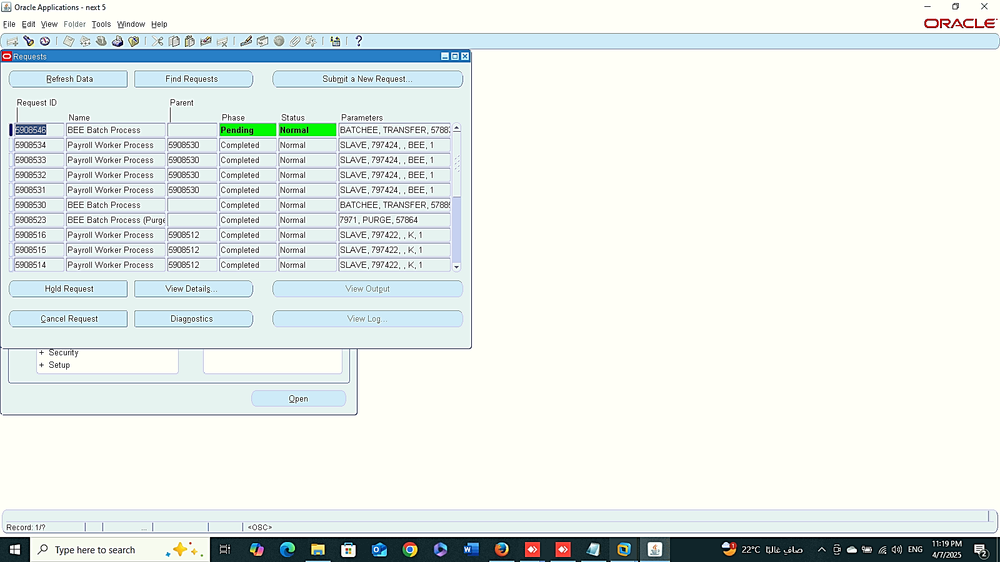 Oracle Applications - next 5
File Edit View Folder Tools Window Help
ORACLE
Requests
Refresh Data Find Requests Submit a New Request...
Request ID Parent
Name Phase Status Parameters
5908546 BEE Batch Process Pending Normal BATCHEE, TRANSFER, 57887
5908534 Payroll Worker Process 5908530 Completed Normal SLAVE, 797424, , BEE, 1
5908533 Payroll Worker Process 5908530 Completed Normal SLAVE, 797424, , BEE, 1
5908532 Payroll Worker Process 5908530 Completed Normal SLAVE, 797424, , BEE, 1
5908531 Payroll Worker Process 5908530 Completed Normal SLAVE, 797424, , BEE, 1
5908530 BEE Batch Process Completed Normal BATCHEE, TRANSFER, 57885
5908523 BEE Batch Process (Purge Completed Normal 7971, PURGE, 57864
5908516 Payroll Worker Process 5908512 Completed Normal SLAVE, 797422, , K, 1
5908515 Payroll Worker Process 5908512 Completed Normal SLAVE, 797422, , K, 1
5908514 Payroll Worker Process 5908512 Completed Normal SLAVE, 797422, , K, 1
Hold Request View Details... View Output
Cancel Request Diagnostics View Log...
+ Security
+ Setup
Open
Record: 1/? ... <OSC>
Type here to search
1 22°C صافٍ غالبًا ENG 11:19 PM
4/7/2025 2